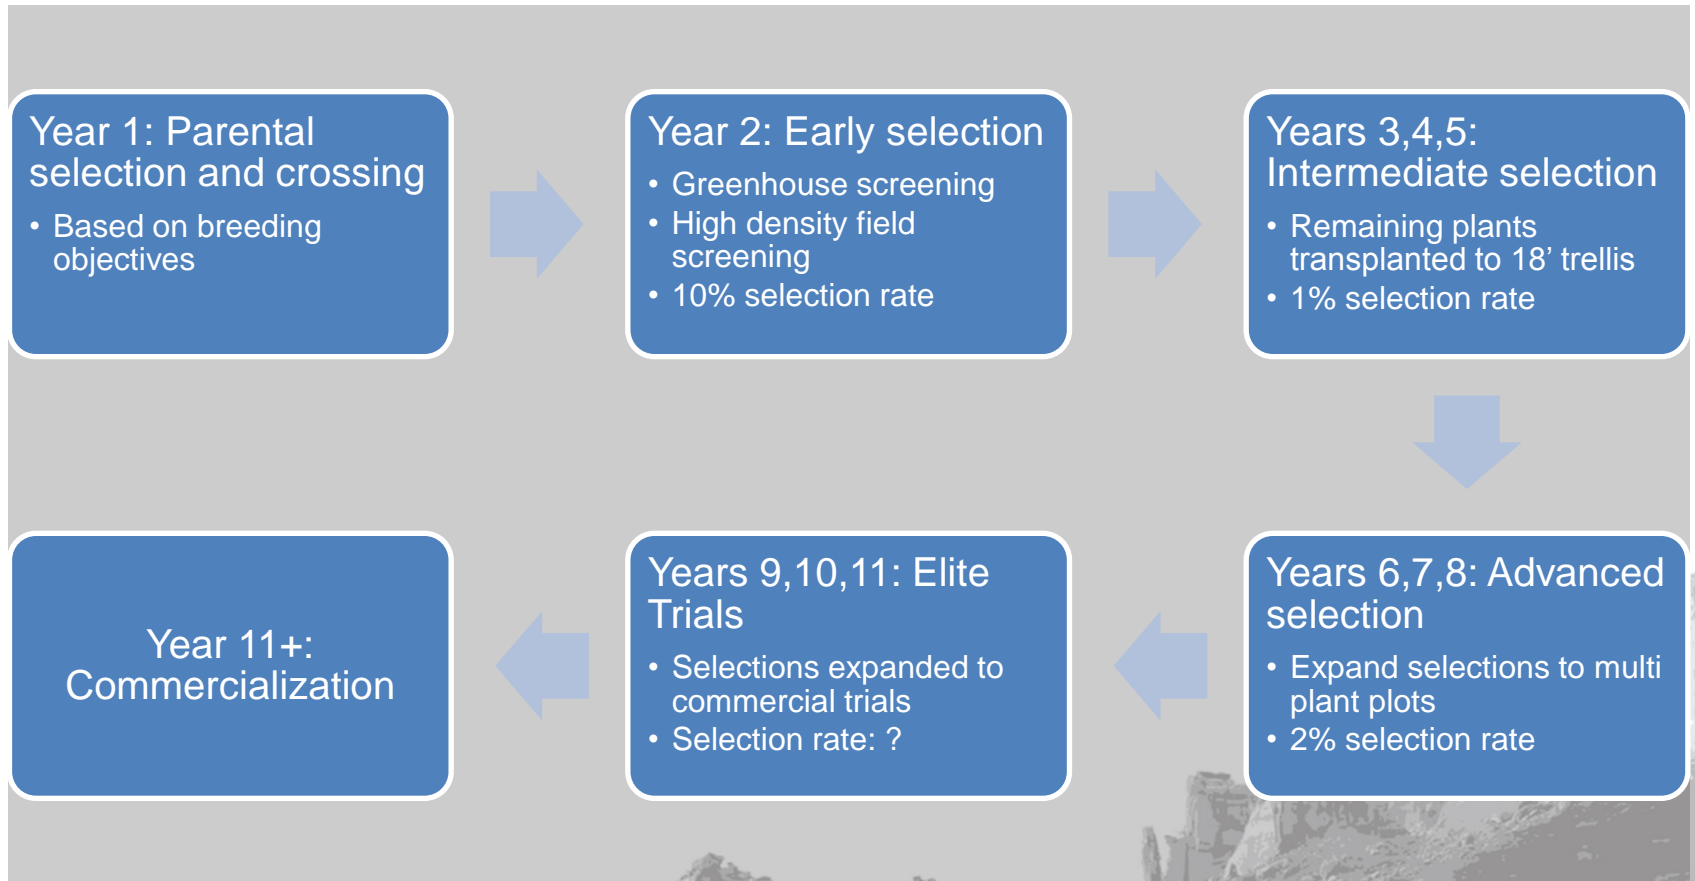 Year 1: Parental
selection and crossing
• Based on breeding
objectives
Year 2: Early selection
• Greenhouse screening
• High density field
screening
• 10% selection rate
Years 3,4,5:
Intermediate selection
• Remaining plants
transplanted to 18’ trellis
• 1% selection rate
Years 6,7,8: Advanced
selection
• Expand selections to multi
plant plots
• 2% selection rate
Years 9,10,11: Elite
Trials
• Selections expanded to
commercial trials
• Selection rate: ?
Year 11+:
Commercialization